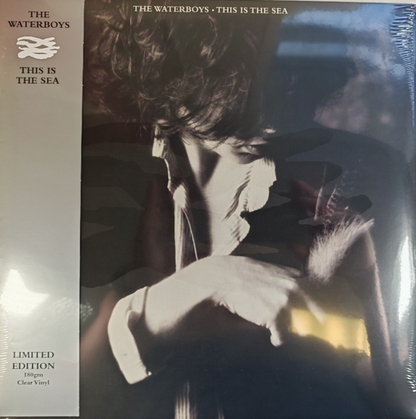 THE WATERBOYS • THIS IS THE SEA
THE
WATERBOYS
THIS IS
THE SEA
LIMITED
EDITION
180gm
Clear Vinyl